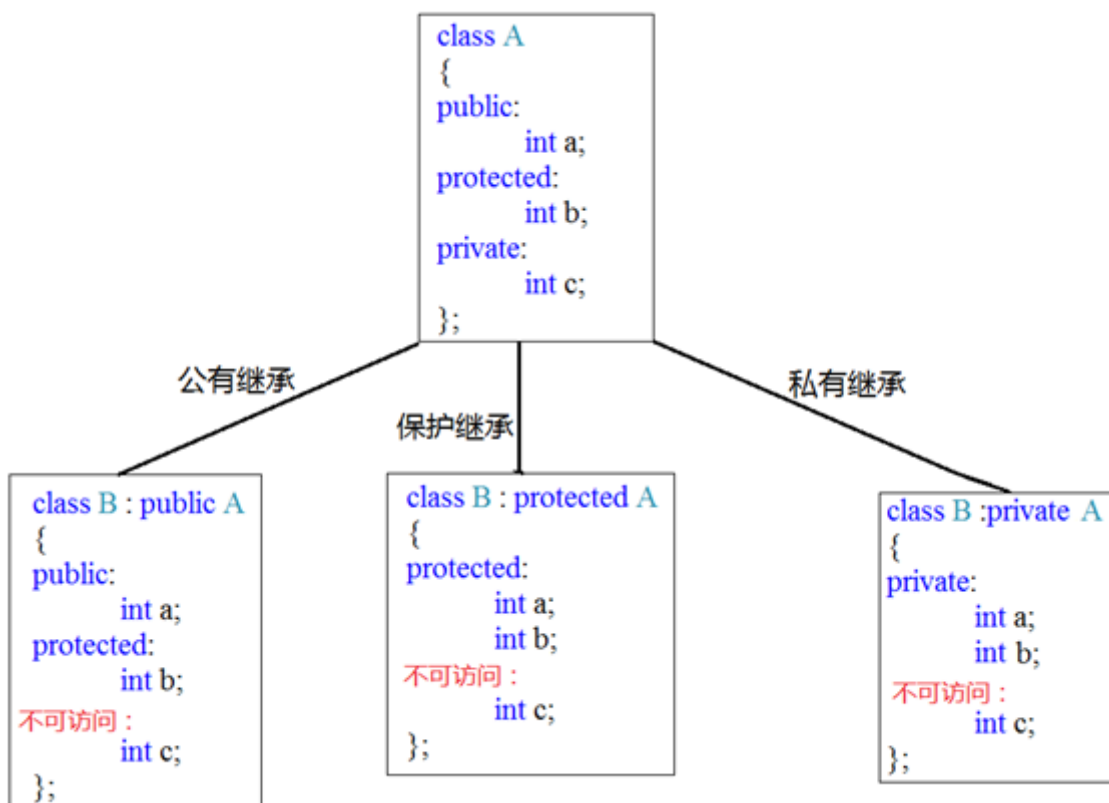 class A
{
public:
int a;
protected:
int b;
private:
int c;
};
公有继承
保护继承
私有继承
class B : public A
{
public:
int a;
protected:
int b;
不可访问：
int c;
};
class B : protected A
{
protected:
int a;
int b;
不可访问：
int c;
};
class B :private A
{
private:
int a;
int b;
不可访问：
int c;
};